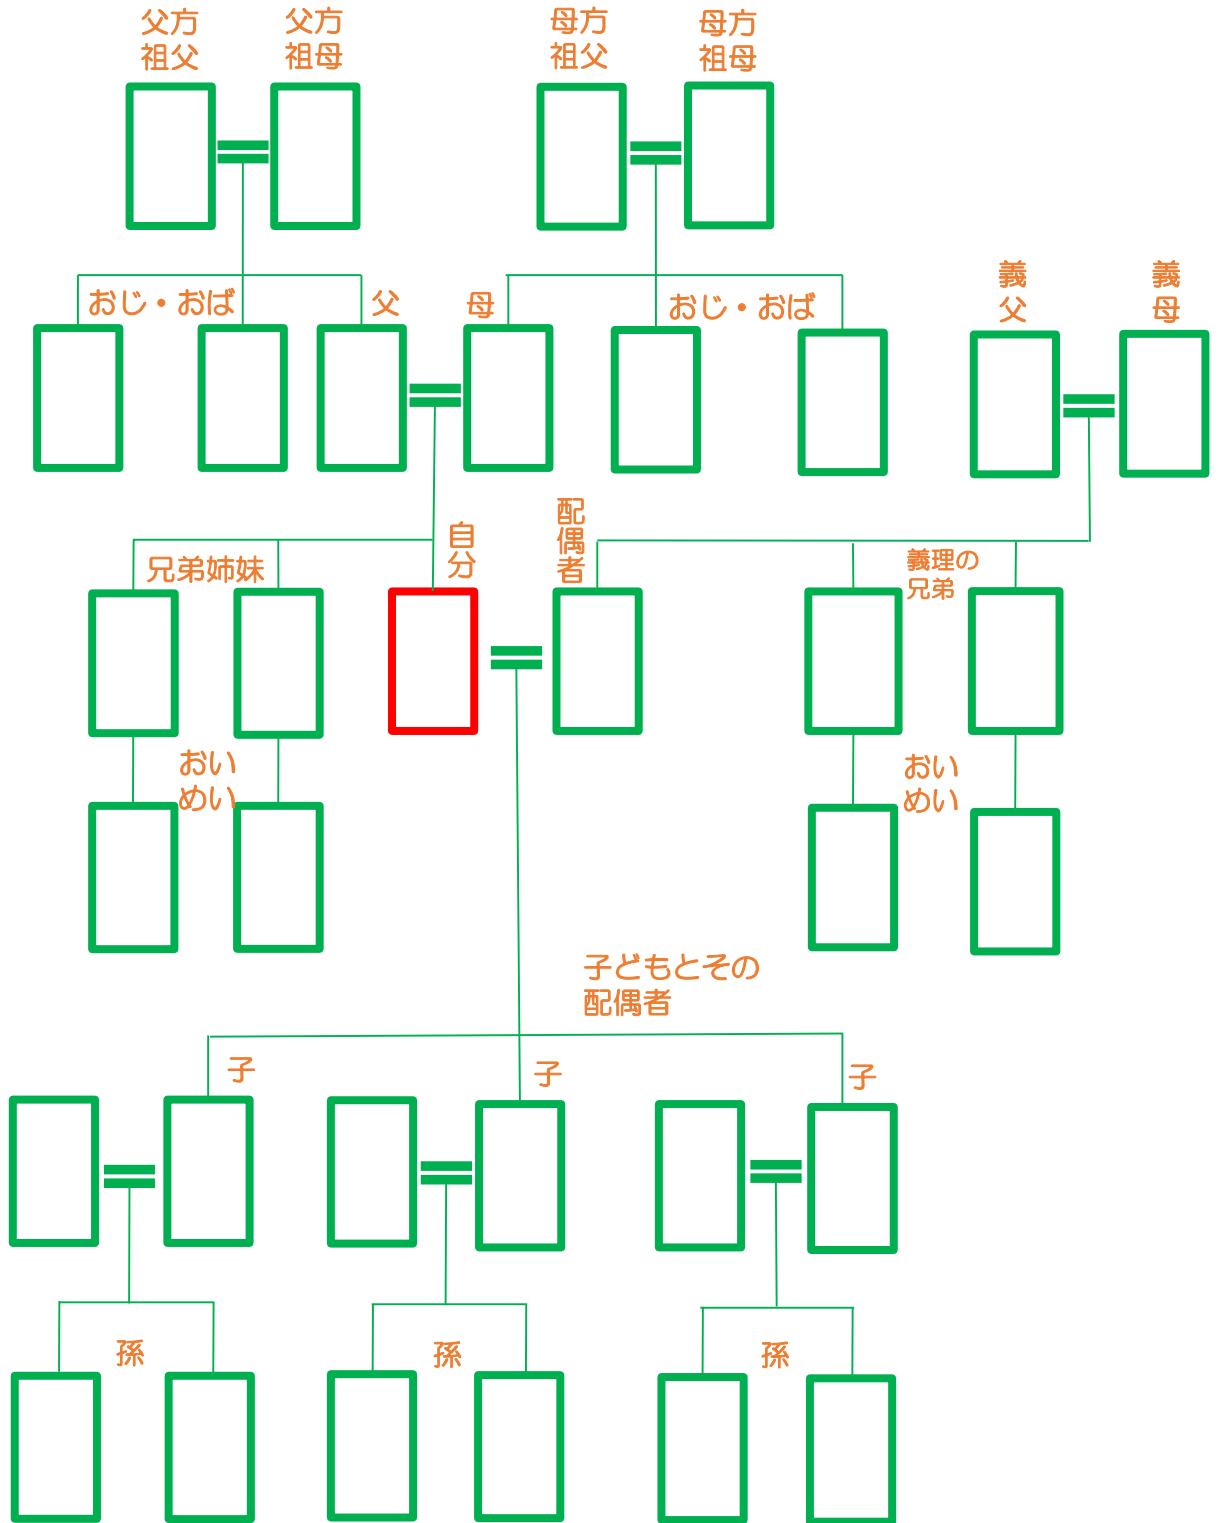 父方
祖父
父方
祖母
母方
祖父
母方
祖母
おじ・おば
父
母
おじ・おば
義
父
義
母
兄弟姉妹
自
分
配
偶
者
義理の
兄弟
おい
めい
おい
めい
子どもとその
配偶者
子
子
子
孫
孫
孫